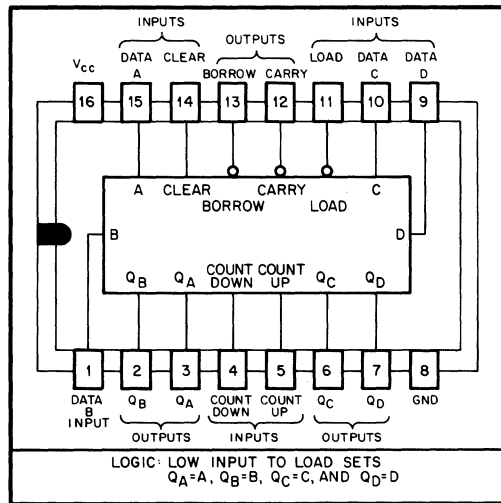 INPUTS INPUTS
OUTPUTS
VCC DATA A CLEAR BORROW CARRY LOAD DATA C DATA D
16 15 14 13 12 11 10 9
A CLEAR CARRY C
BORROW LOAD
B D
QB QA COUNT DOWN COUNT UP QC QD
1 2 3 4 5 6 7 8
DATA B INPUT QB QA COUNT DOWN COUNT UP QC QD GND
OUTPUTS INPUTS OUTPUTS
LOGIC: LOW INPUT TO LOAD SETS
QA=A, QB=B, QC=C, AND QD=D